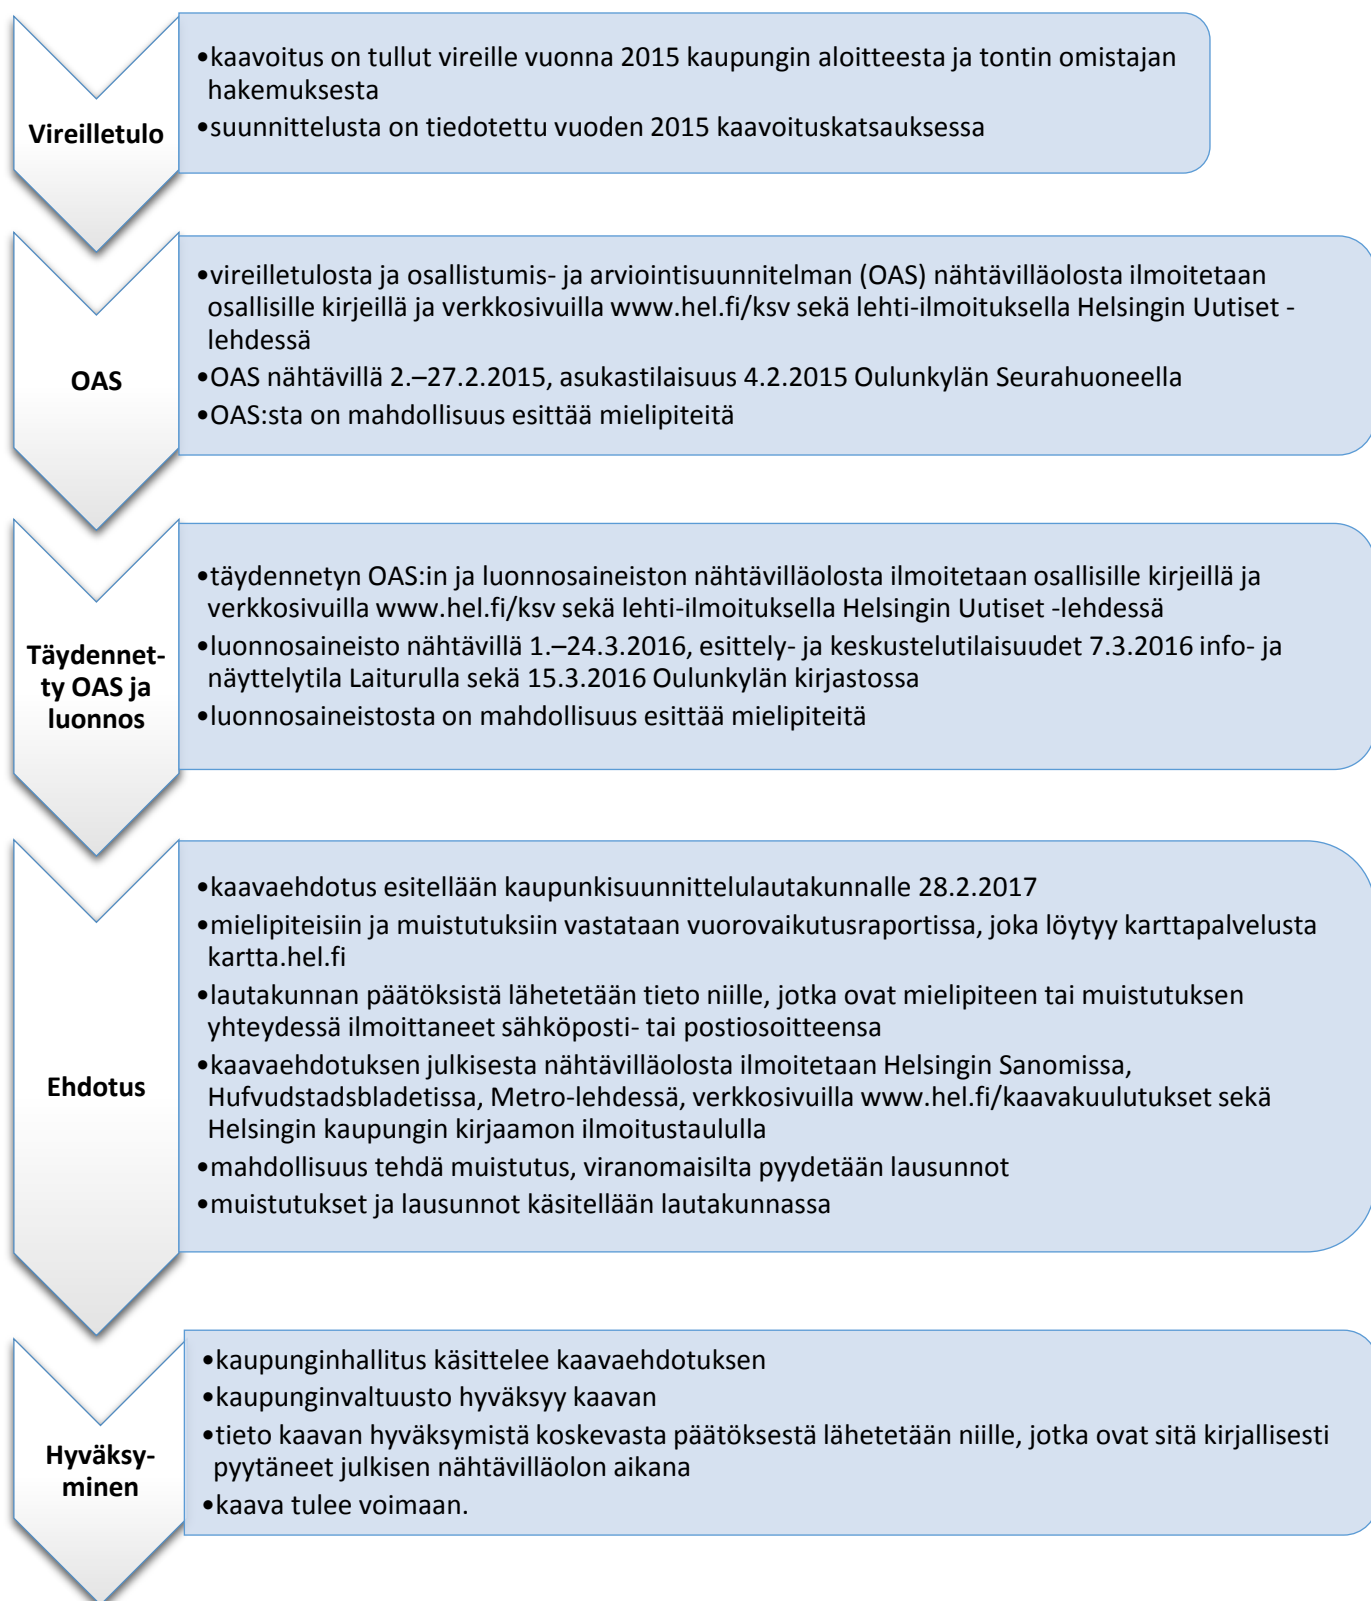 Vireilletulo
•kaavoitus on tullut vireille vuonna 2015 kaupungin aloitteesta ja tontin omistajan
hakemuksesta
•suunnittelusta on tiedotettu vuoden 2015 kaavoituskatsauksessa
OAS
•vireilletulosta ja osallistumis- ja arviointisuunnitelman (OAS) nähtävilläolosta ilmoitetaan
osallisille kirjeillä ja verkkosivuilla www.hel.fi/ksv sekä lehti-ilmoituksella Helsingin Uutiset -
lehdessä
•OAS nähtävillä 2.–27.2.2015, asukastilaisuus 4.2.2015 Oulunkylän Seurahuoneella
•OAS:sta on mahdollisuus esittää mielipiteitä
Täydennet-
ty OAS ja
luonnos
•täydennetyn OAS:in ja luonnosaineiston nähtävilläolosta ilmoitetaan osallisille kirjeillä ja
verkkosivuilla www.hel.fi/ksv sekä lehti-ilmoituksella Helsingin Uutiset -lehdessä
•luonnosaineisto nähtävillä 1.–24.3.2016, esittely- ja keskustelutilaisuudet 7.3.2016 info- ja
näyttelytila Laiturulla sekä 15.3.2016 Oulunkylän kirjastossa
•luonnosaineistosta on mahdollisuus esittää mielipiteitä
Ehdotus
•kaavaehdotus esitellään kaupunkisuunnittelulautakunnalle 28.2.2017
•mielipiteisiin ja muistutuksiin vastataan vuorovaikutusraportissa, joka löytyy karttapalvelusta
kartta.hel.fi
•lautakunnan päätöksistä lähetetään tieto niille, jotka ovat mielipiteen tai muistutuksen
yhteydessä ilmoittaneet sähköposti- tai postiosoitteensa
•kaavaehdotuksen julkisesta nähtävilläolosta ilmoitetaan Helsingin Sanomissa,
Hufvudstadsbladetissa, Metro-lehdessä, verkkosivuilla www.hel.fi/kaavakuulutukset sekä
Helsingin kaupungin kirjaamon ilmoitustaululla
•mahdollisuus tehdä muistutus, viranomaisilta pyydetään lausunnot
•muistutukset ja lausunnot käsitellään lautakunnassa
Hyväksy-
minen
•kaupunginhallitus käsittelee kaavaehdotuksen
•kaupunginvaltuusto hyväksyy kaavan
•tieto kaavan hyväksymistä koskevasta päätöksestä lähetetään niille, jotka ovat sitä kirjallisesti
pyytäneet julkisen nähtävilläolon aikana
•kaava tulee voimaan.